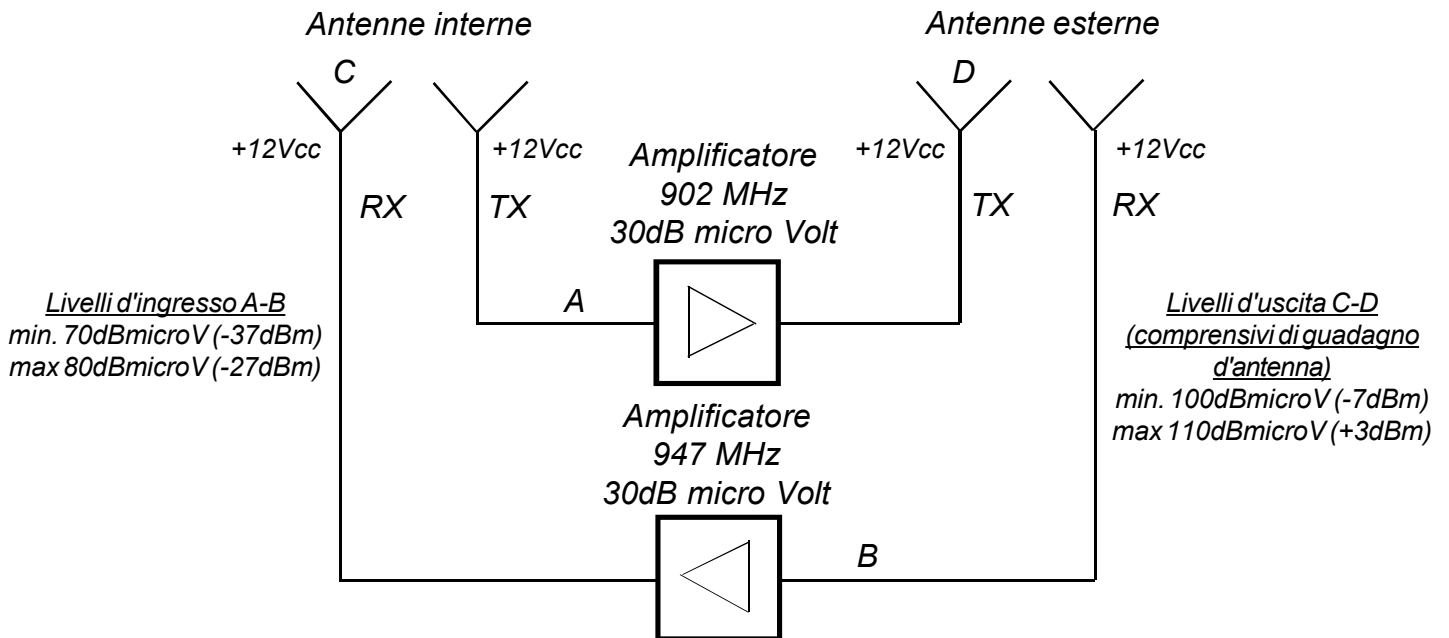 Antenne interne
Antenne esterne
C
D
+12Vcc
+12Vcc
+12Vcc
+12Vcc
Amplificatore
902 MHz
30dB micro Volt
RX
TX
TX
RX
A
Livelli d'ingresso A-B
min. 70dBmicroV (-37dBm)
max 80dBmicroV (-27dBm)
Livelli d'uscita C-D
(comprensivi di guadagno
d'antenna)
min. 100dBmicroV (-7dBm)
max 110dBmicroV (+3dBm)
Amplificatore
947 MHz
30dB micro Volt
B